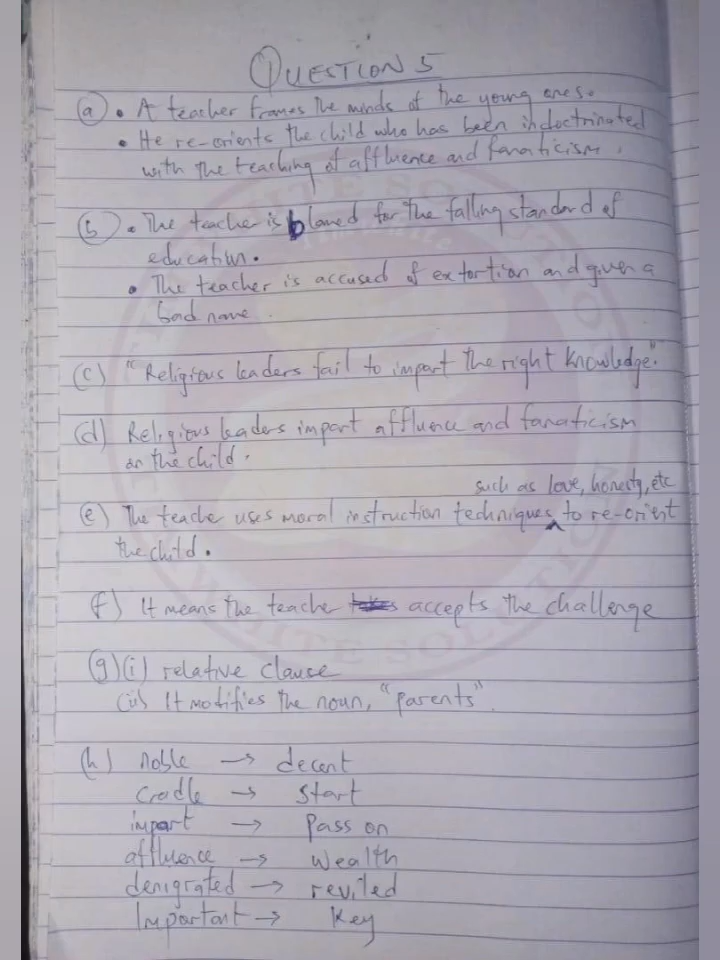 QUESTION 5
(a) • A teacher frames the minds of the young ones.
• He re-orients the child who has been indoctrinated
with the teaching of affluence and fanaticism.
(b) • The teacher is blamed for the falling standard of
education.
• The teacher is accused of extortion and given a
bad name.
(c) "Religious leaders fail to impart the right knowledge".
(d) Religious leaders impart affluence and fanaticism
on the child.
such as love, honesty, etc
(e) The teache uses moral instruction techniques ^ to re-orient
the child.
(f) It means the teacher accepts the challenge
(g)(i) relative clause
(ii) It modifies the noun, "parents".
(h) noble → decent
Cradle → start
impart → Pass on
affluence → Wealth
denigrated → reviled
Important → Key